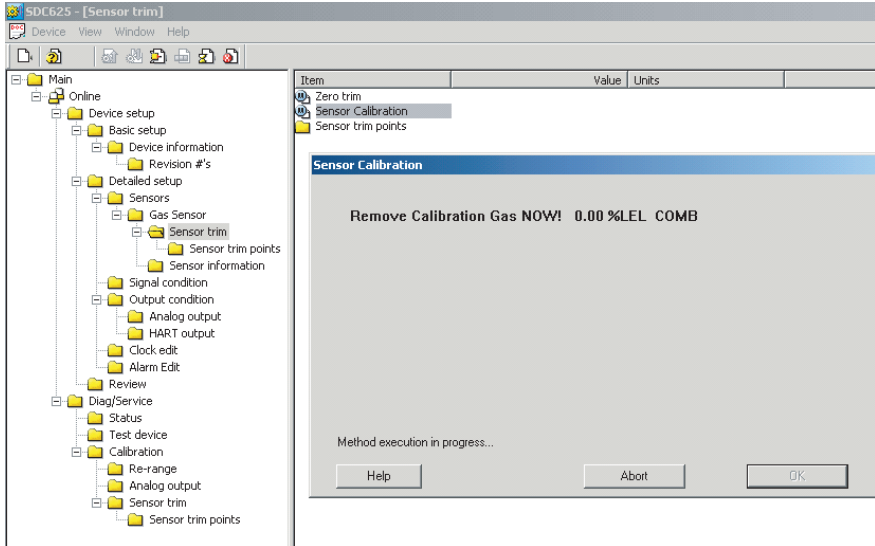 SDC625 - [Sensor trim]
Device View Window Help
Main
Online
Device setup
Basic setup
Device information
Revision #'s
Detailed setup
Sensors
Gas Sensor
Sensor trim
Sensor trim points
Sensor information
Signal condition
Output condition
Analog output
HART output
Clock edit
Alarm Edit
Review
Diag/Service
Status
Test device
Calibration
Re-range
Analog output
Sensor trim
Sensor trim points
Item Value Units
Zero trim
Sensor Calibration
Sensor trim points
Sensor Calibration
Remove Calibration Gas NOW! 0.00 %LEL COMB
Method execution in progress...
Help Abort OK